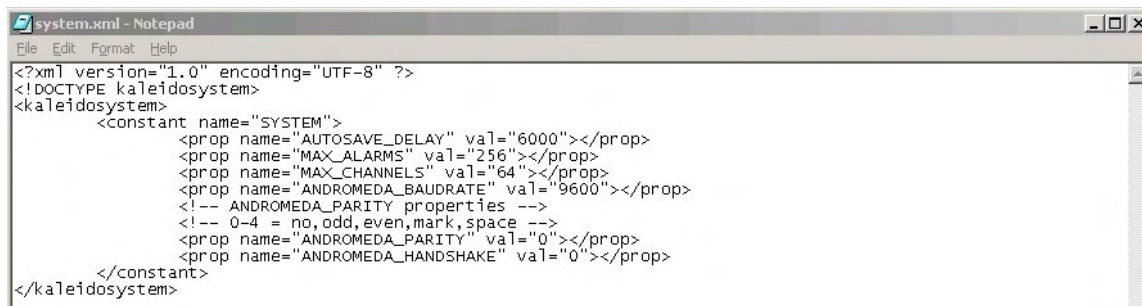 system.xml - Notepad
File Edit Format Help
<?xml version="1.0" encoding="UTF-8" ?>
<!DOCTYPE kaleidosystem>
<kaleidosystem>
<constant name="SYSTEM">
<prop name="AUTOSAVE_DELAY" val="6000"></prop>
<prop name="MAX_ALARMS" val="256"></prop>
<prop name="MAX_CHANNELS" val="64"></prop>
<prop name="ANDROMEDA_BAUDRATE" val="9600"></prop>
<!-- ANDROMEDA_PARITY properties -->
<!-- 0-4 = no,odd,even,mark,space -->
<prop name="ANDROMEDA_PARITY" val="0"></prop>
<prop name="ANDROMEDA_HANDSHAKE" val="0"></prop>
</constant>
</kaleidosystem>